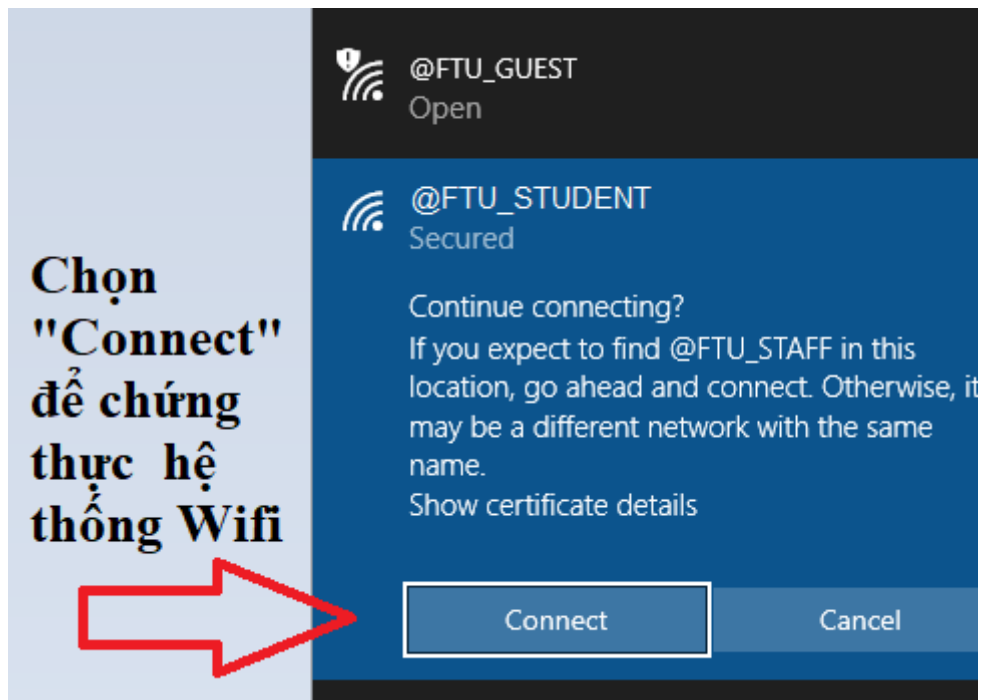 @FTU_GUEST
Open
@FTU_STUDENT
Secured
Chọn
"Connect"
để chứng
thực hệ
thống Wifi
Continue connecting?
If you expect to find @FTU_STAFF in this
location, go ahead and connect. Otherwise, it
may be a different network with the same
name.
Show certificate details
Connect
Cancel